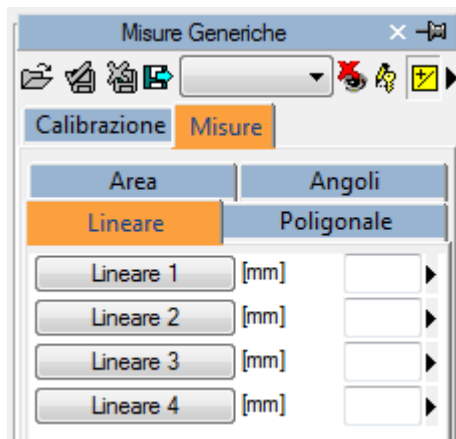 Misure Generiche
Calibrazione Misure
Area Angoli
Lineare Poligonale
Lineare 1 [mm]
Lineare 2 [mm]
Lineare 3 [mm]
Lineare 4 [mm]